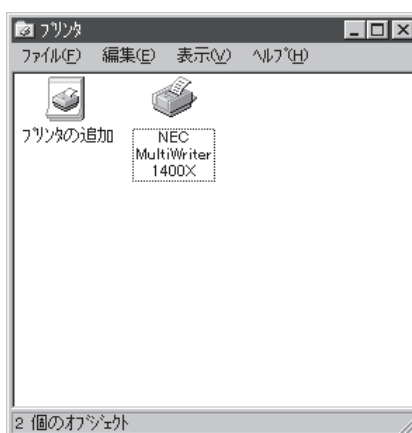 プリンタ
ファイル(F) 編集(E) 表示(V) ヘルプ(H)
プリンタの追加
NEC
MultiWriter
1400X
2 個のオブジェクト